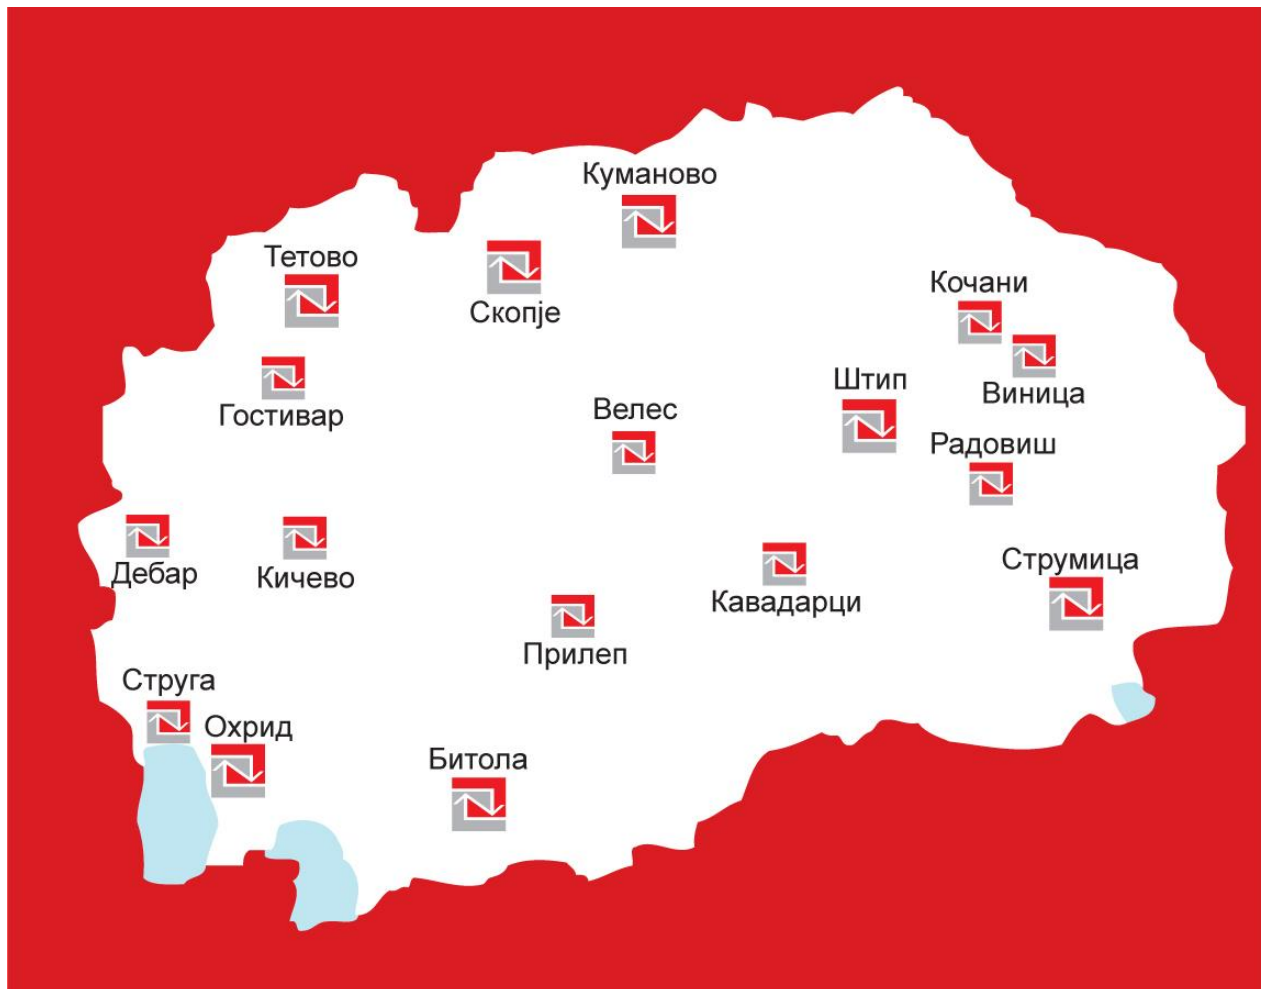 Куманово
Тетово
Скопје
Кочани
Виница
Штип
Гостивар
Велес
Радовиш
Дебар
Кичево
Струмица
Кавадарци
Прилеп
Струга
Охрид
Битола